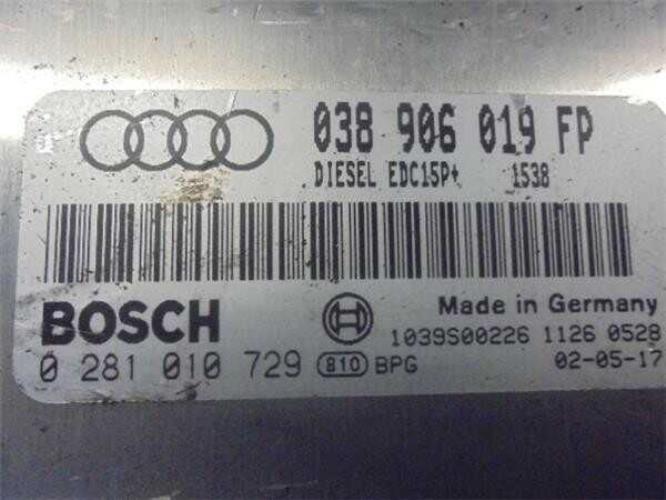 038 906 019 FP
DIESEL EDC15P+ 1538
BOSCH
Made in Germany
1039S00226 1126 0528
0 281 010 729 810 BPG 02-05-17